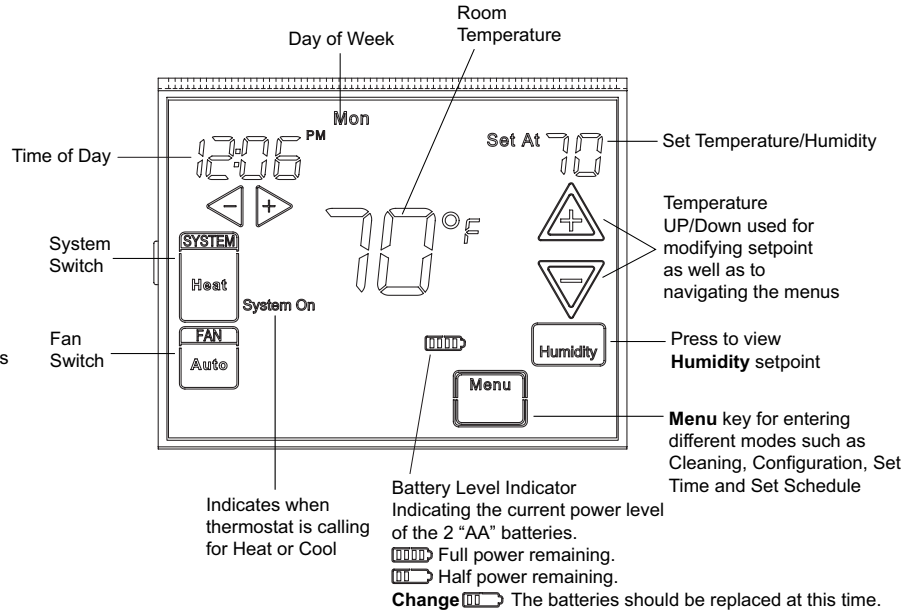 Room
Temperature
Day of Week
Mon
12:06 PM
Time of Day
Set At 70
Set Temperature/Humidity
70°F
Temperature
UP/Down used for
modifying setpoint
as well as to
navigating the menus
System
Switch
SYSTEM
Heat
System On
Fan
Switch
s
FAN
Auto
Humidity
Press to view
Humidity setpoint
Menu
Menu key for entering
different modes such as
Cleaning, Configuration, Set
Time and Set Schedule
Indicates when
thermostat is calling
for Heat or Cool
Battery Level Indicator
Indicating the current power level
of the 2 “AA” batteries.
Full power remaining.
Half power remaining.
Change The batteries should be replaced at this time.